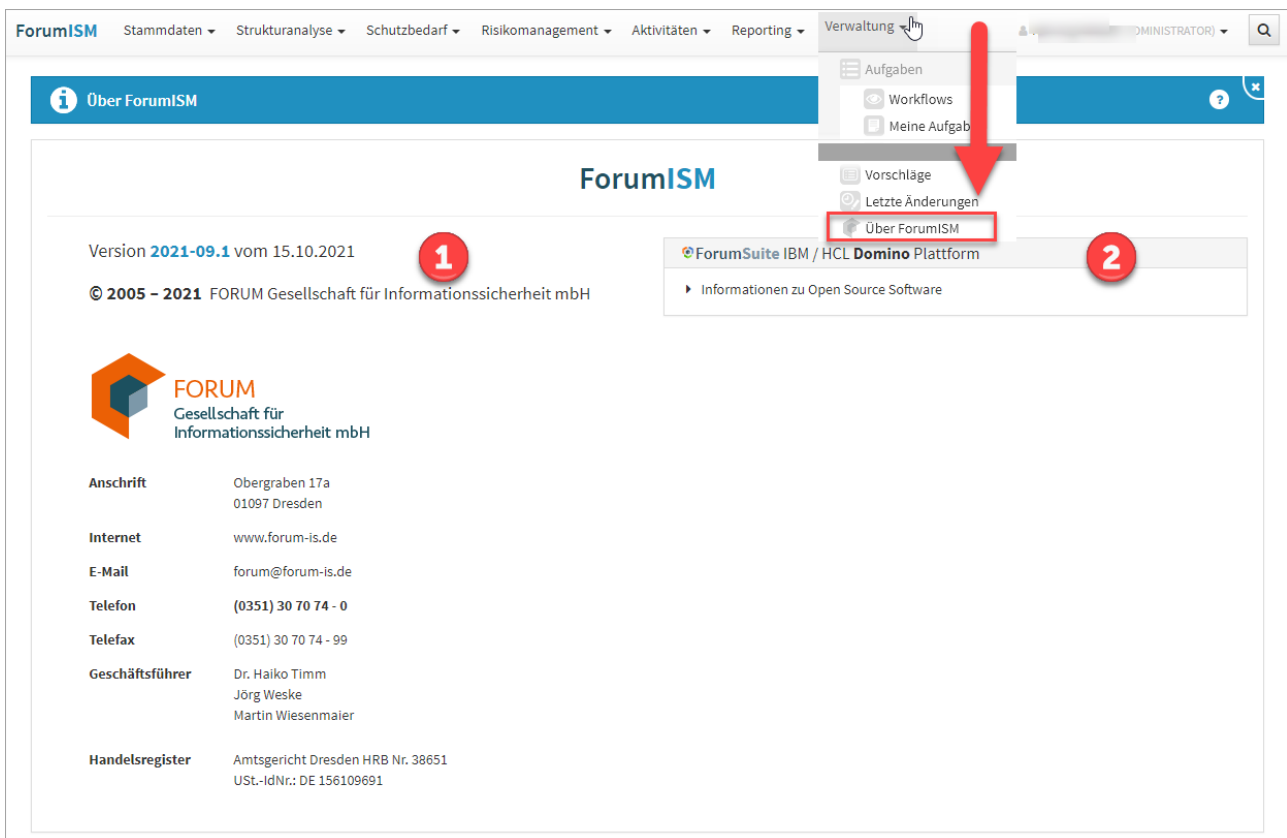 ForumISM Stammdaten Strukturanalyse Schutzbedarf Risikomanagement Aktivitäten Reporting Verwaltung
Über ForumISM ?
Aufgaben
Workflows
Meine Aufgab
Vorschläge
Letzte Änderungen
Über ForumISM
ForumISM
Version 2021-09.1 vom 15.10.2021
1
© 2005 – 2021 FORUM Gesellschaft für Informationssicherheit mbH
ForumSuite IBM / HCL Domino Plattform
2
Informationen zu Open Source Software
FORUM
Gesellschaft für
Informationssicherheit mbH
Anschrift Obergraben 17a
01097 Dresden
Internet www.forum-is.de
E-Mail forum@forum-is.de
Telefon (0351) 30 70 74 - 0
Telefax (0351) 30 70 74 - 99
Geschäftsführer Dr. Haiko Timm
Jörg Weske
Martin Wiesenmaier
Handelsregister Amtsgericht Dresden HRB Nr. 38651
USt.-IdNr.: DE 156109691